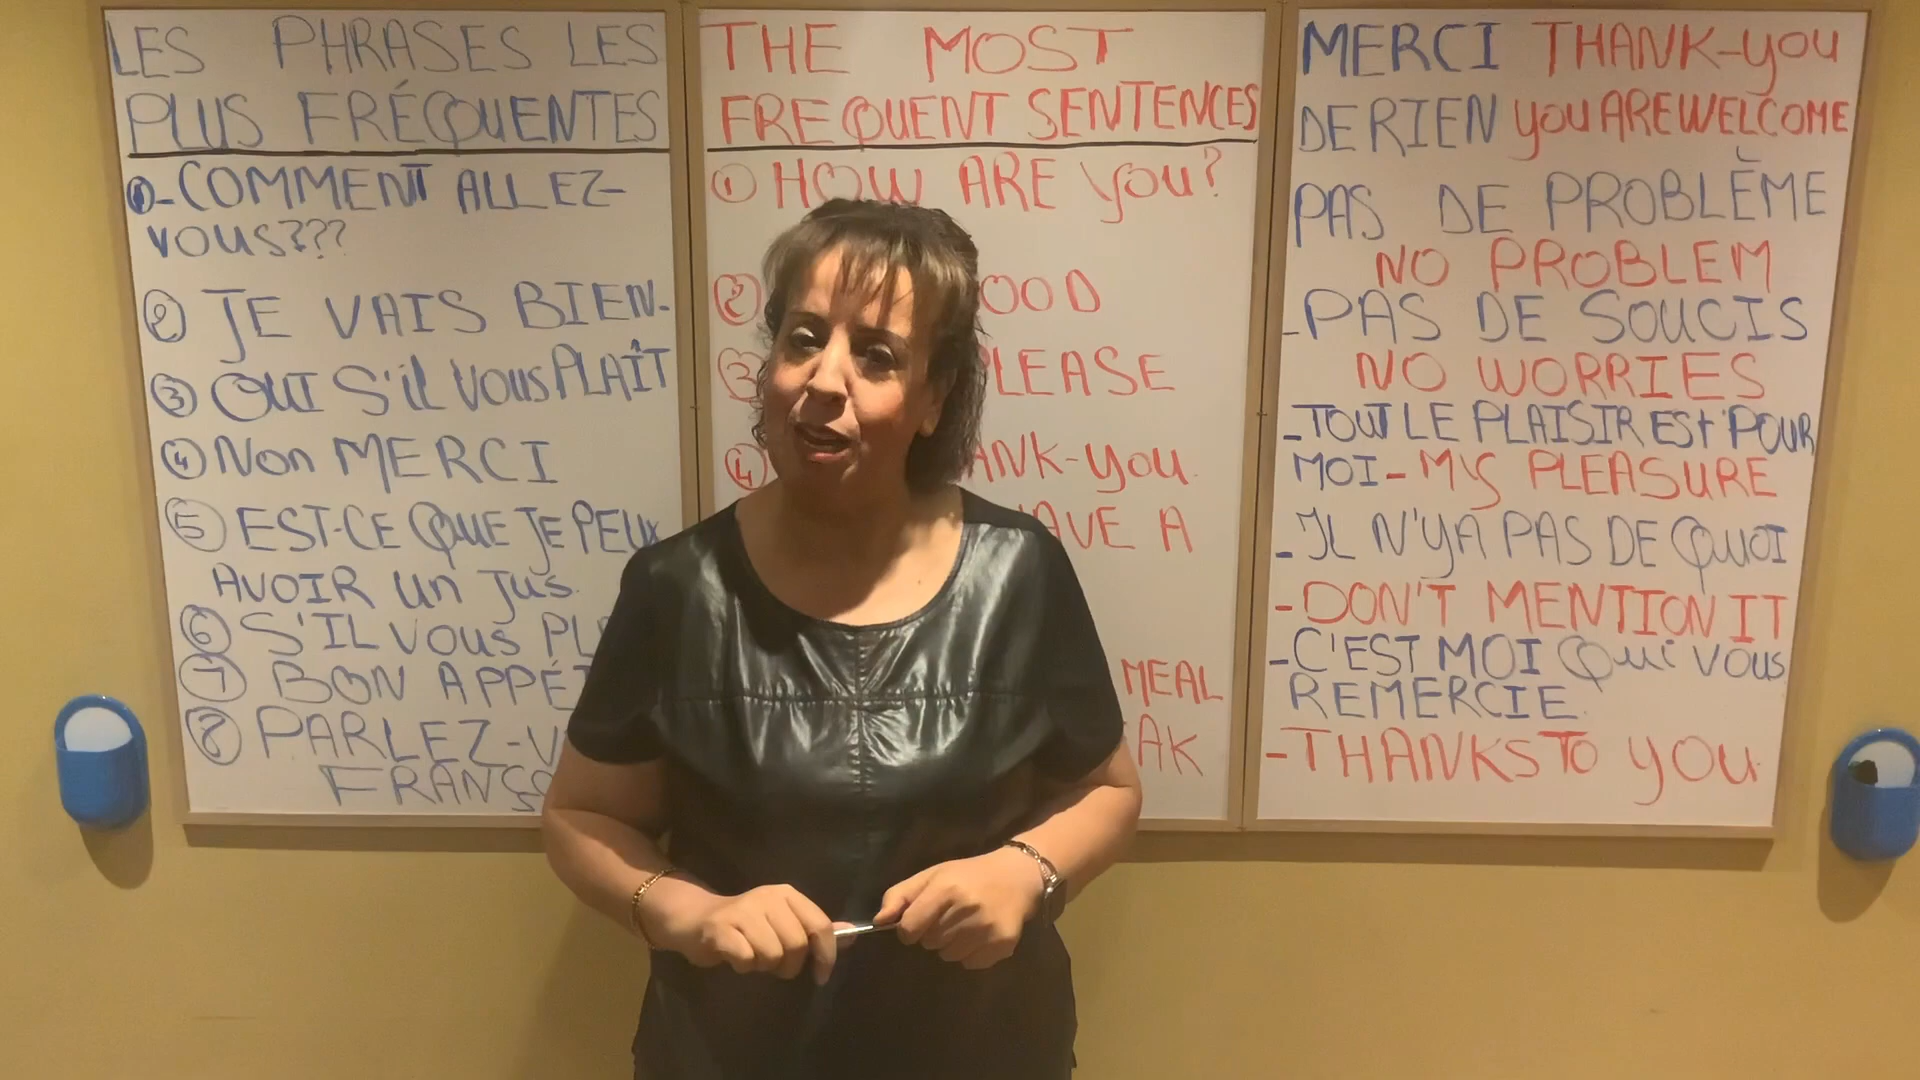 LES PHRASES LES
PLUS FRÉQUENTES
1-COMMENT ALLEZ-
VOUS???
2 JE VAIS BIEN.
3 OUI S'il VOUS PLAÎT
4 Non MERCI
5 EST-CE QUE JE PEUX
AVOIR un JUS.
6 S'IL VOUS
7 BON
8 PARLEZ-
THE MOST
FREQUENT SENTENCES
1 HOW ARE you?
2
3
4 you
A
MEAL
MERCI THANK-you
DE RIEN you ARE WELCOME
PAS DE PROBLÈME
NO PROBLEM
-PAS DE SOUCIS
NO WORRIES
-TOUT LE PLAISIR ESt POUR
MOI-MY PLEASURE
-IL N'YA PAS DE QUOI
-DON'T MENTION IT
-C'EST MOI Qui VOUS
REMERCIE
-THANKS TO YOU.